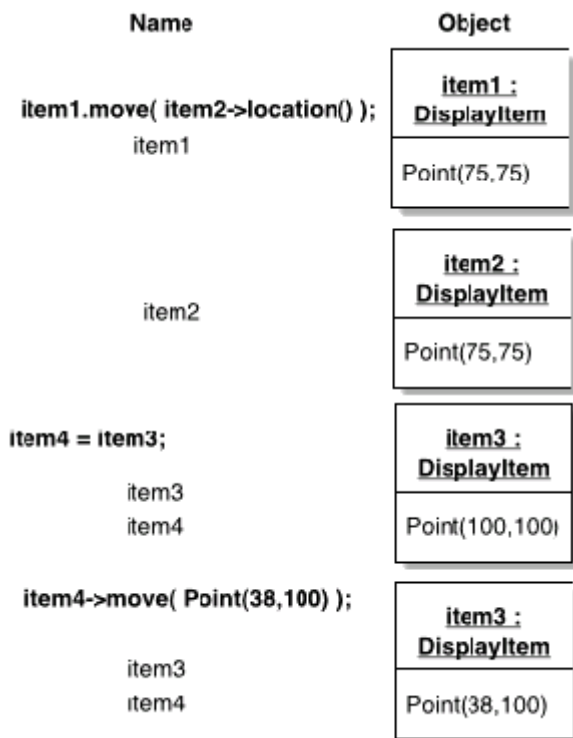 Name
Object
item1.move( item2->location() );
item1
item1 :
DisplayItem
Point(75,75)
item2
item2 :
DisplayItem
Point(75,75)
item4 = item3;
item3
item4
item3 :
DisplayItem
Point(100,100)
item4->move( Point(38,100) );
item3
item4
item3 :
DisplayItem
Point(38,100)